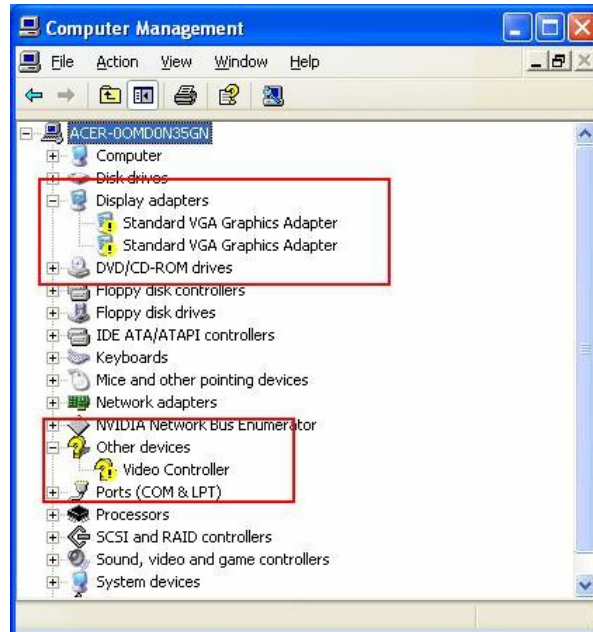 Computer Management
File Action View Window Help
ACER-0OMD0N35GN
Computer
Disk drives
Display adapters
Standard VGA Graphics Adapter
Standard VGA Graphics Adapter
DVD/CD-ROM drives
Floppy disk controllers
Floppy disk drives
IDE ATA/ATAPI controllers
Keyboards
Mice and other pointing devices
Network adapters
NVIDIA Network Bus Enumerator
Other devices
Video Controller
Ports (COM & LPT)
Processors
SCSI and RAID controllers
Sound, video and game controllers
System devices